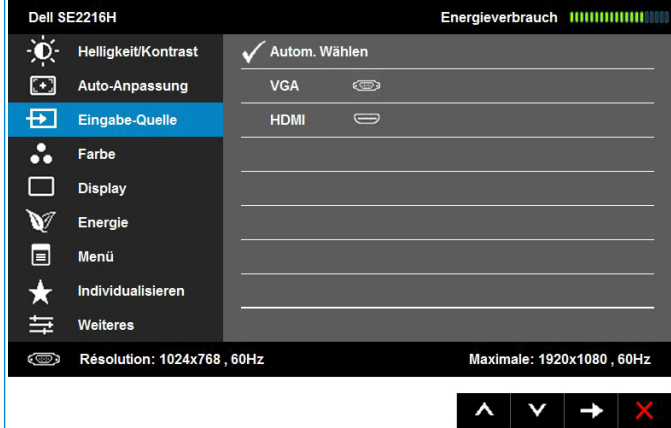 Dell SE2216H
Energieverbrauch
Helligkeit/Kontrast
Autom. Wählen
Auto-Anpassung
VGA
Eingabe-Quelle
HDMI
Farbe
Display
Energie
Menü
Individualisieren
Weiteres
Résolution: 1024x768 , 60Hz
Maximale: 1920x1080 , 60Hz